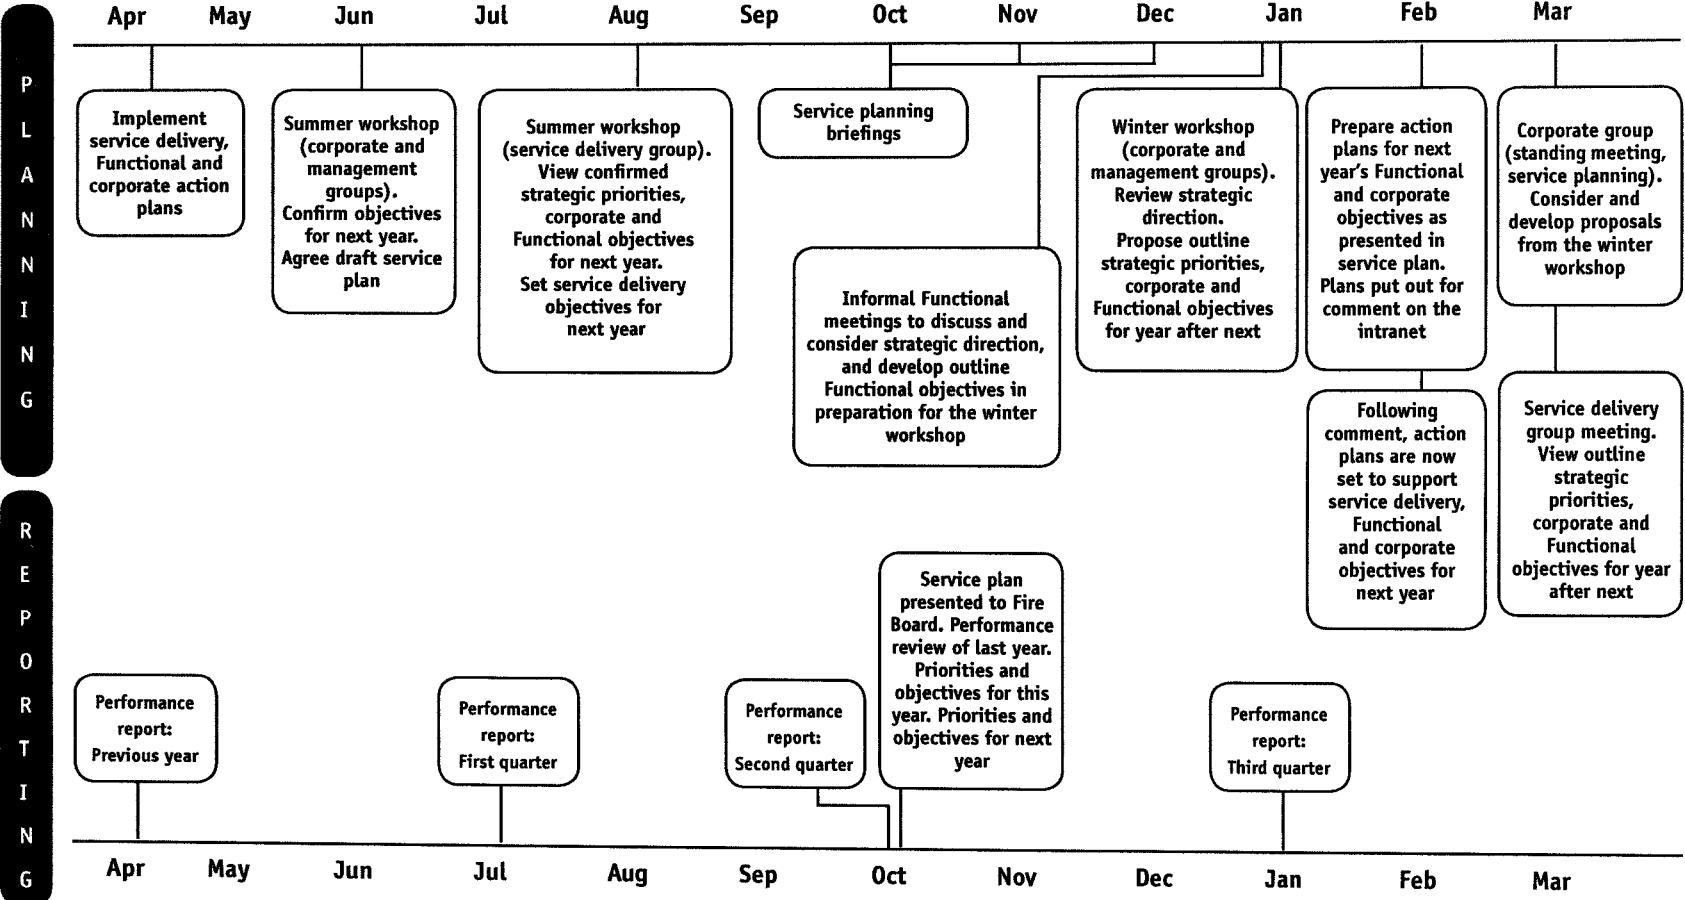 Apr May Jun Jul Aug Sep Oct Nov Dec Jan Feb Mar
PLANNING
Implement
service delivery,
Functional and
corporate action
plans
Summer workshop
(corporate and
management
groups).
Confirm objectives
for next year.
Agree draft service
plan
Summer workshop
(service delivery group).
View confirmed
strategic priorities,
corporate and
Functional objectives
for next year.
Set service delivery
objectives for
next year
Service planning
briefings
Informal Functional
meetings to discuss and
consider strategic direction,
and develop outline
Functional objectives in
preparation for the winter
workshop
Winter workshop
(corporate and
management groups).
Review strategic
direction.
Propose outline
strategic priorities,
corporate and
Functional objectives
for year after next
Prepare action
plans for next
year's Functional
and corporate
objectives as
presented in
service plan.
Plans put out for
comment on the
intranet
Following
comment, action
plans are now
set to support
service delivery,
Functional
and corporate
objectives for
next year
Corporate group
(standing meeting,
service planning).
Consider and
develop proposals
from the winter
workshop
Service delivery
group meeting.
View outline
strategic
priorities,
corporate and
Functional
objectives for year
after next
REPORTING
Performance
report:
Previous year
Performance
report:
First quarter
Performance
report:
Second quarter
Service plan
presented to Fire
Board. Performance
review of last year.
Priorities and
objectives for this
year. Priorities and
objectives for next
year
Performance
report:
Third quarter
Apr May Jun Jul Aug Sep Oct Nov Dec Jan Feb Mar